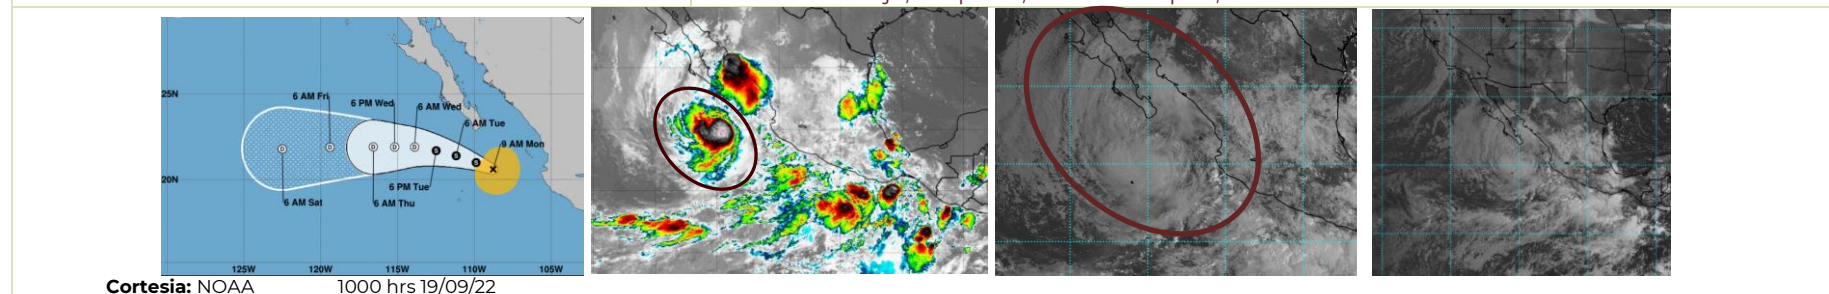 25N
20N
6 AM Fri
6 PM Wed
6 AM Wed
6 AM Tue
9 AM Mon
6 PM Tue
6 AM Sat
6 AM Thu
D
D
D
D
D
S
S
S
125W
120W
115W
110W
105W
Cortesia: NOAA
1000 hrs 19/09/22